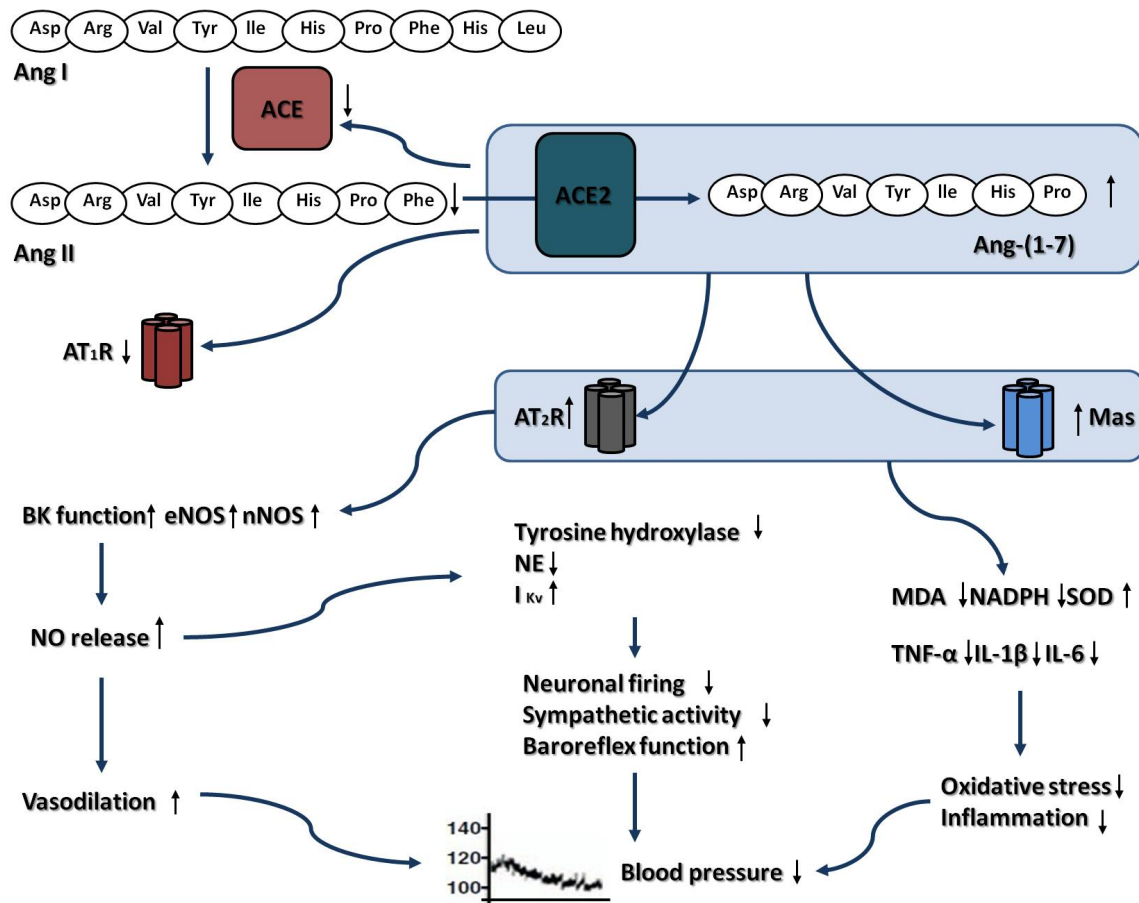 Asp Arg Val Tyr Ile His Pro Phe His Leu
Ang I
ACE ↓
Asp Arg Val Tyr Ile His Pro Phe ↓
Ang II
ACE2
Asp Arg Val Tyr Ile His Pro ↑
Ang-(1-7)
AT₁R ↓
AT₂R ↑
↑ Mas
BK function ↑ eNOS ↑ nNOS ↑
NO release ↑
Vasodilation ↑
Tyrosine hydroxylase ↓
NE ↓
I Kv ↑
Neuronal firing ↓
Sympathetic activity ↓
Baroreflex function ↑
MDA ↓ NADPH ↓ SOD ↑
TNF-α ↓ IL-1β ↓ IL-6 ↓
Oxidative stress ↓
Inflammation ↓
140
120
100
Blood pressure ↓